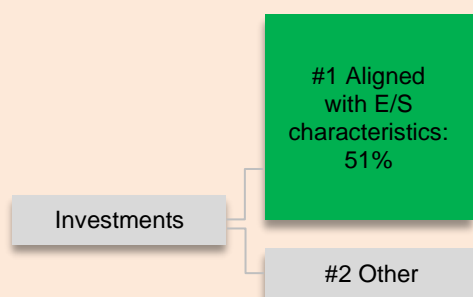 #1 Aligned
with E/S
characteristics:
51%
Investments
#2 Other